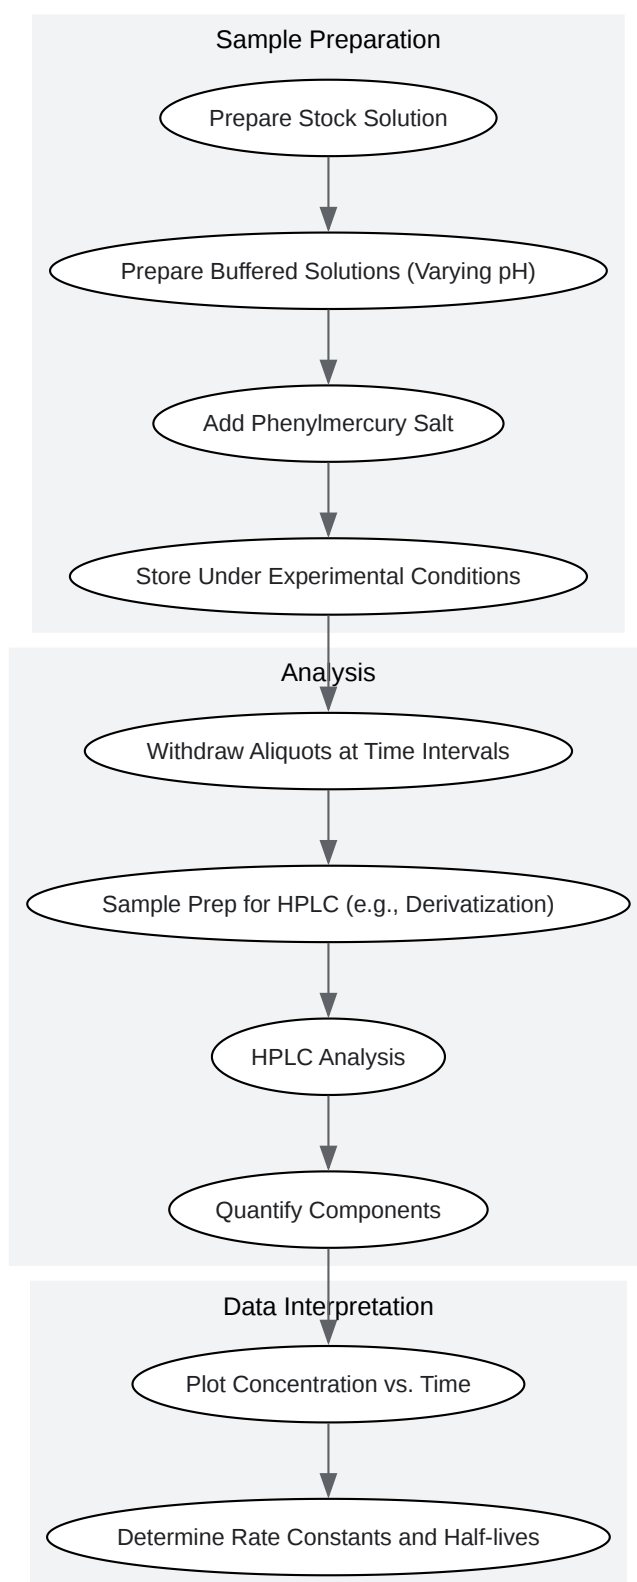 Sample Preparation
Prepare Stock Solution
Prepare Buffered Solutions (Varying pH)
Add Phenylmercury Salt
Store Under Experimental Conditions
Analysis
Withdraw Aliquots at Time Intervals
Sample Prep for HPLC (e.g., Derivatization)
HPLC Analysis
Quantify Components
Data Interpretation
Plot Concentration vs. Time
Determine Rate Constants and Half-lives